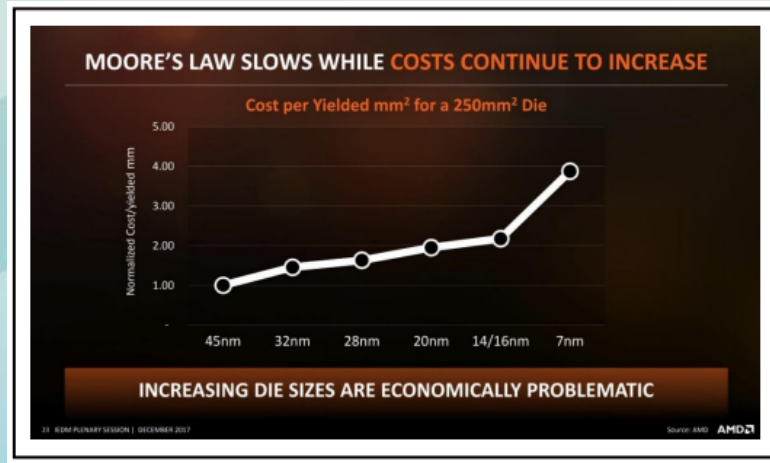 MOORE'S LAW SLOWS WHILE COSTS CONTINUE TO INCREASE
Cost per Yielded mm² for a 250mm² Die
Normalized Cost/yielded mm
5.00
4.00
3.00
2.00
1.00
-
45nm 32nm 28nm 20nm 14/16nm 7nm
INCREASING DIE SIZES ARE ECONOMICALLY PROBLEMATIC
23 IEDM PLENARY SESSION | DECEMBER 2017
Source: AMD AMD